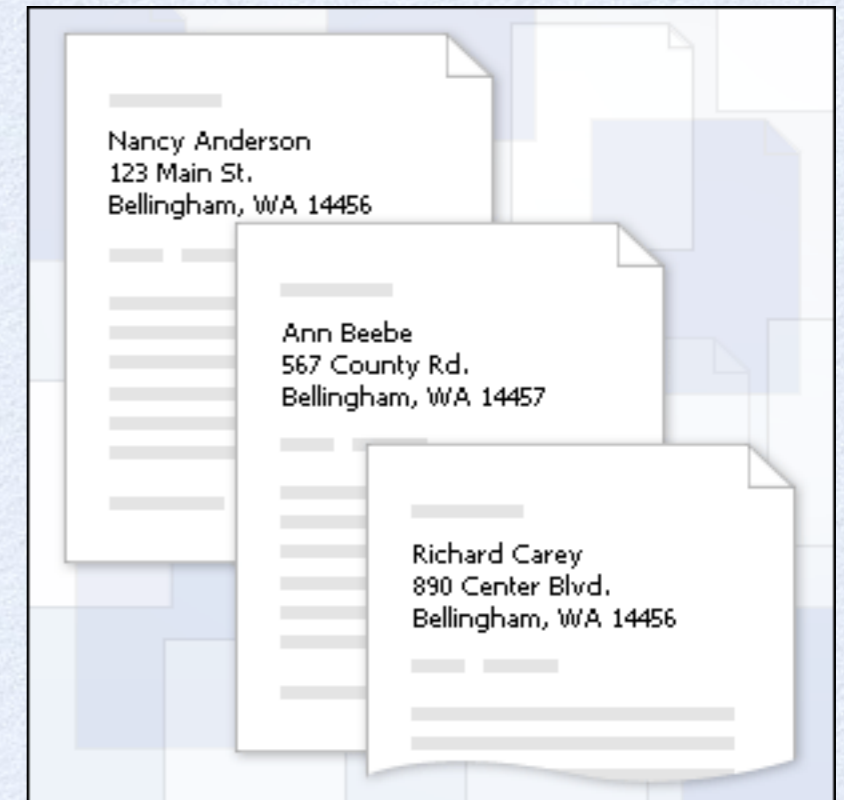 Nancy Anderson
123 Main St.
Bellingham, WA 14456
Ann Beebe
567 County Rd.
Bellingham, WA 14457
Richard Carey
890 Center Blvd.
Bellingham, WA 14456